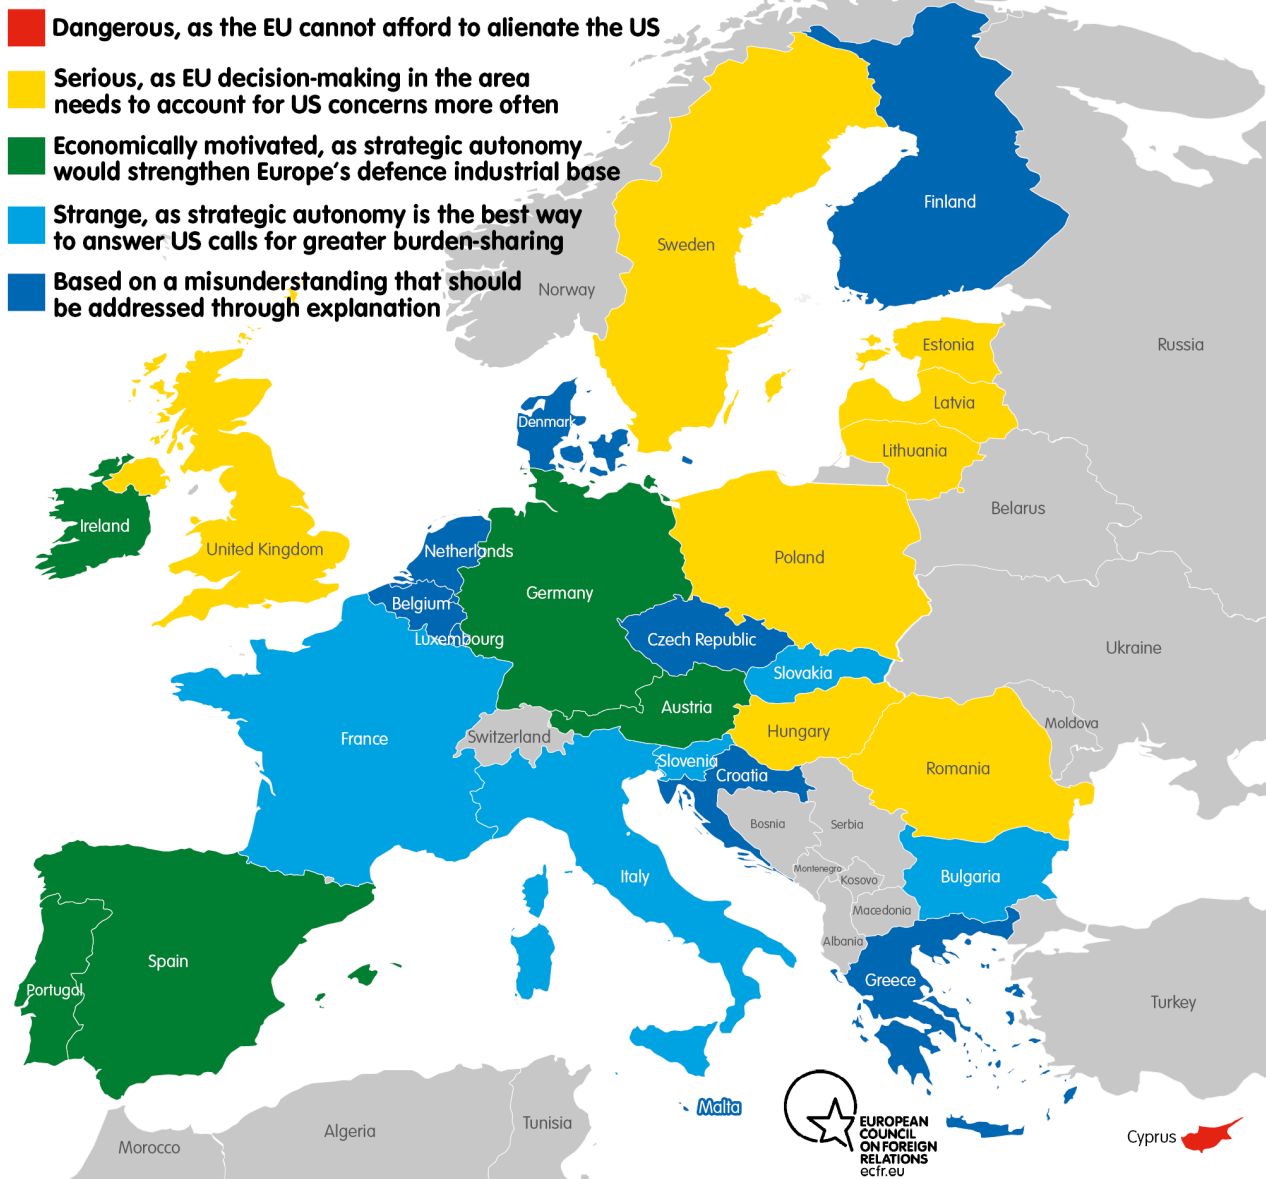 Dangerous, as the EU cannot afford to alienate the US
Serious, as EU decision-making in the area
needs to account for US concerns more often
Economically motivated, as strategic autonomy
would strengthen Europe's defence industrial base
Strange, as strategic autonomy is the best way
to answer US calls for greater burden-sharing
Based on a misunderstanding that should
be addressed through explanation
Finland
Sweden
Norway
Estonia
Russia
Latvia
Denmark
Lithuania
Belarus
Ireland
United Kingdom
Netherlands
Poland
Germany
Belgium
Luxembourg
Czech Republic
Ukraine
Slovakia
Austria
Moldova
Switzerland
Hungary
France
Slovenia
Romania
Croatia
Bosnia
Serbia
Montenegro
Italy
Kosovo
Bulgaria
Macedonia
Albania
Spain
Greece
Portugal
Turkey
Malta
Tunisia
Algeria
Morocco
Cyprus
EUROPEAN
COUNCIL
ON FOREIGN
RELATIONS
ecfr.eu